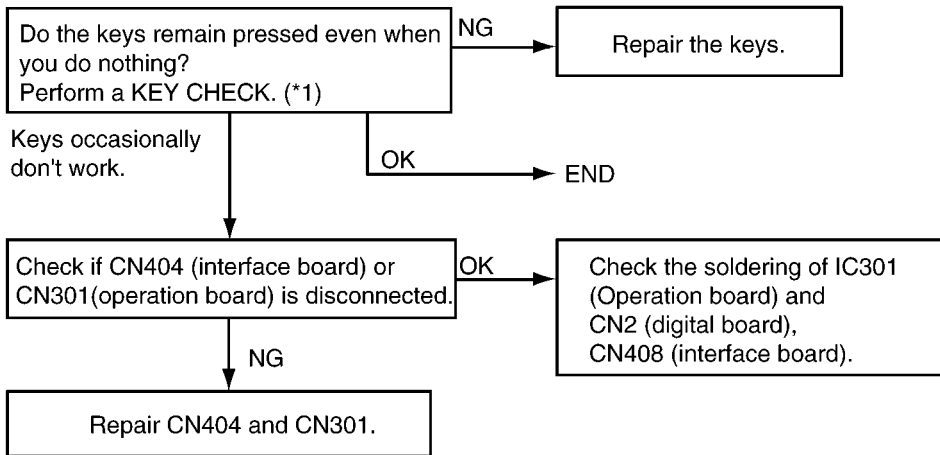 Do the keys remain pressed even when
you do nothing?
Perform a KEY CHECK. (*1)
NG
Repair the keys.
Keys occasionally
don't work.
OK
END
Check if CN404 (interface board) or
CN301(operation board) is disconnected.
OK
Check the soldering of IC301
(Operation board) and
CN2 (digital board),
CN408 (interface board).
NG
Repair CN404 and CN301.